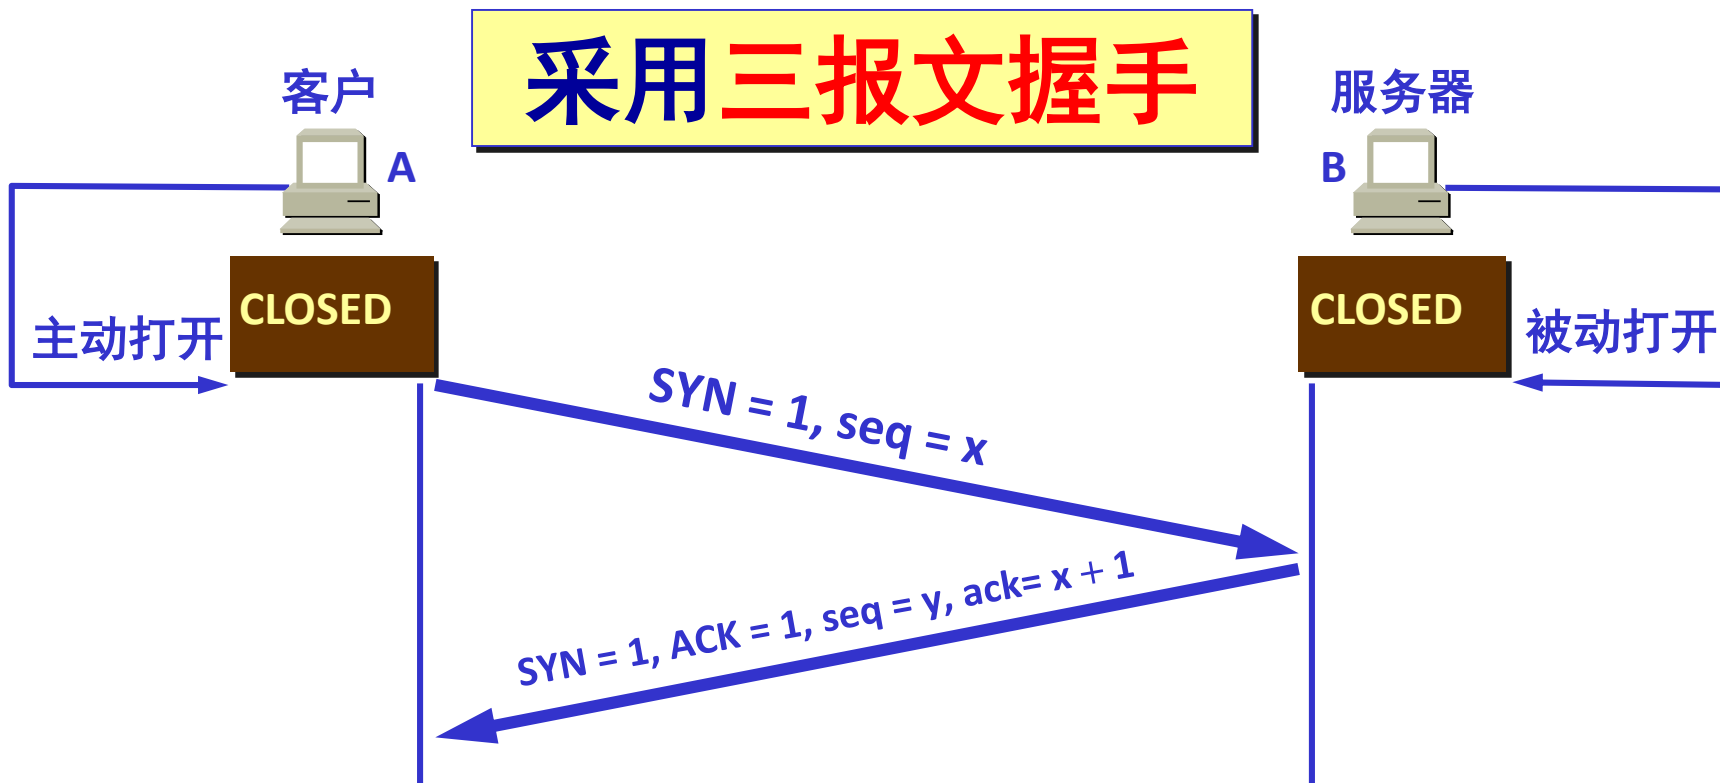 采用三报文握手
客户
服务器
A
B
CLOSED
CLOSED
主动打开
被动打开
SYN = 1, seq = x
SYN = 1, ACK = 1, seq = y, ack= x + 1